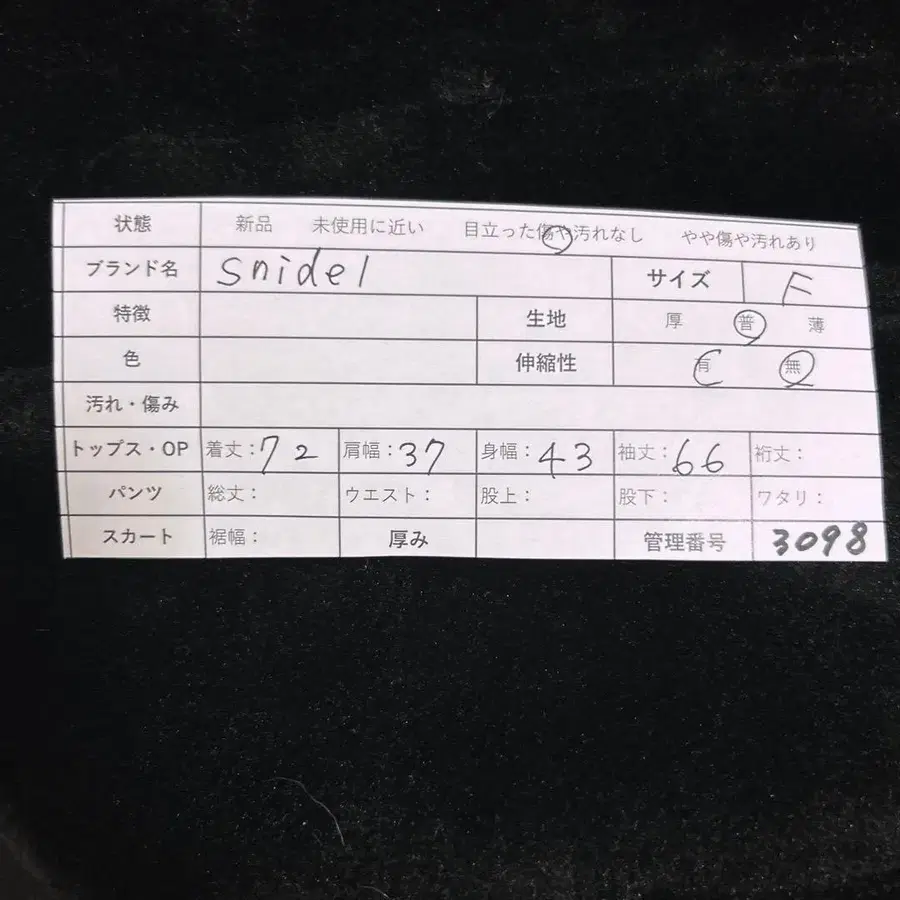 状態 新品 未使用に近い 目立った傷や汚れなし やや傷や汚れあり
ブランド名 snidel サイズ F
特徴 生地 厚 普 薄
色 伸縮性 有 無
汚れ・傷み
トップス・OP 着丈：72 肩幅：37 身幅：43 袖丈：66 裄丈：
パンツ 総丈： ウエスト： 股上： 股下： ワタリ：
スカート 裾幅： 厚み 管理番号 3098